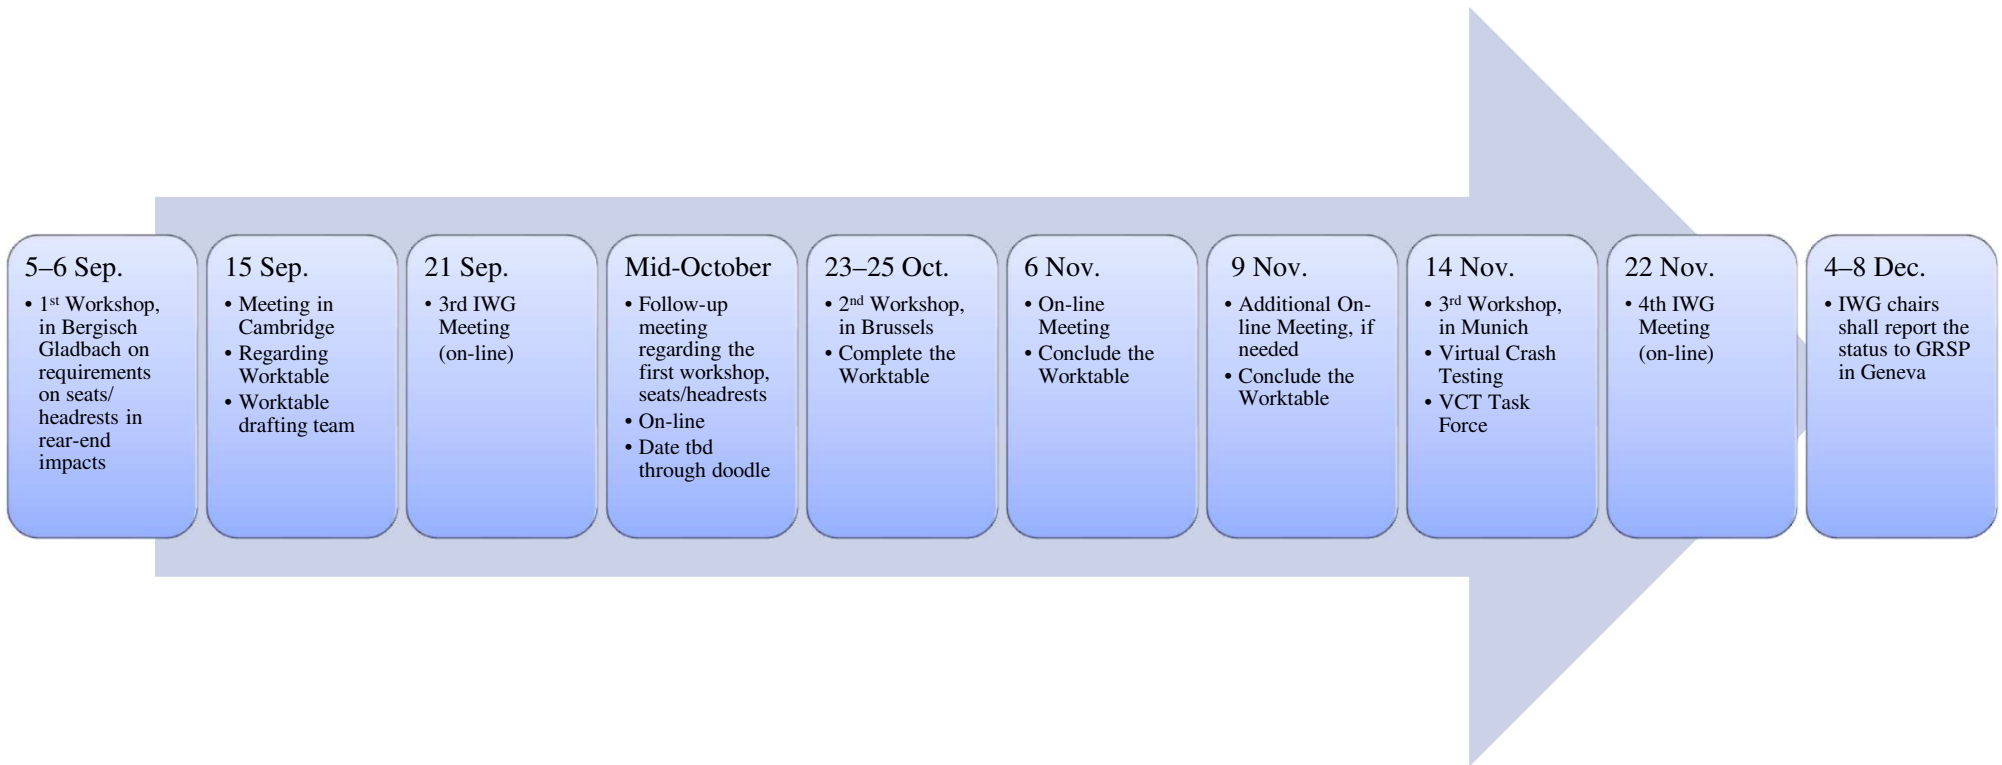 5–6 Sep.
• 1st Workshop,
in Bergisch
Gladbach on
requirements
on seats/
headrests in
rear-end
impacts
15 Sep.
• Meeting in
Cambridge
• Regarding
Worktable
• Worktable
drafting team
21 Sep.
• 3rd IWG
Meeting
(on-line)
Mid-October
• Follow-up
meeting
regarding the
first workshop,
seats/headrests
• On-line
• Date tbd
through doodle
23–25 Oct.
• 2nd Workshop,
in Brussels
• Complete the
Worktable
6 Nov.
• On-line
Meeting
• Conclude the
Worktable
9 Nov.
• Additional On-
line Meeting, if
needed
• Conclude the
Worktable
14 Nov.
• 3rd Workshop,
in Munich
• Virtual Crash
Testing
• VCT Task
Force
22 Nov.
• 4th IWG
Meeting
(on-line)
4–8 Dec.
• IWG chairs
shall report the
status to GRSP
in Geneva